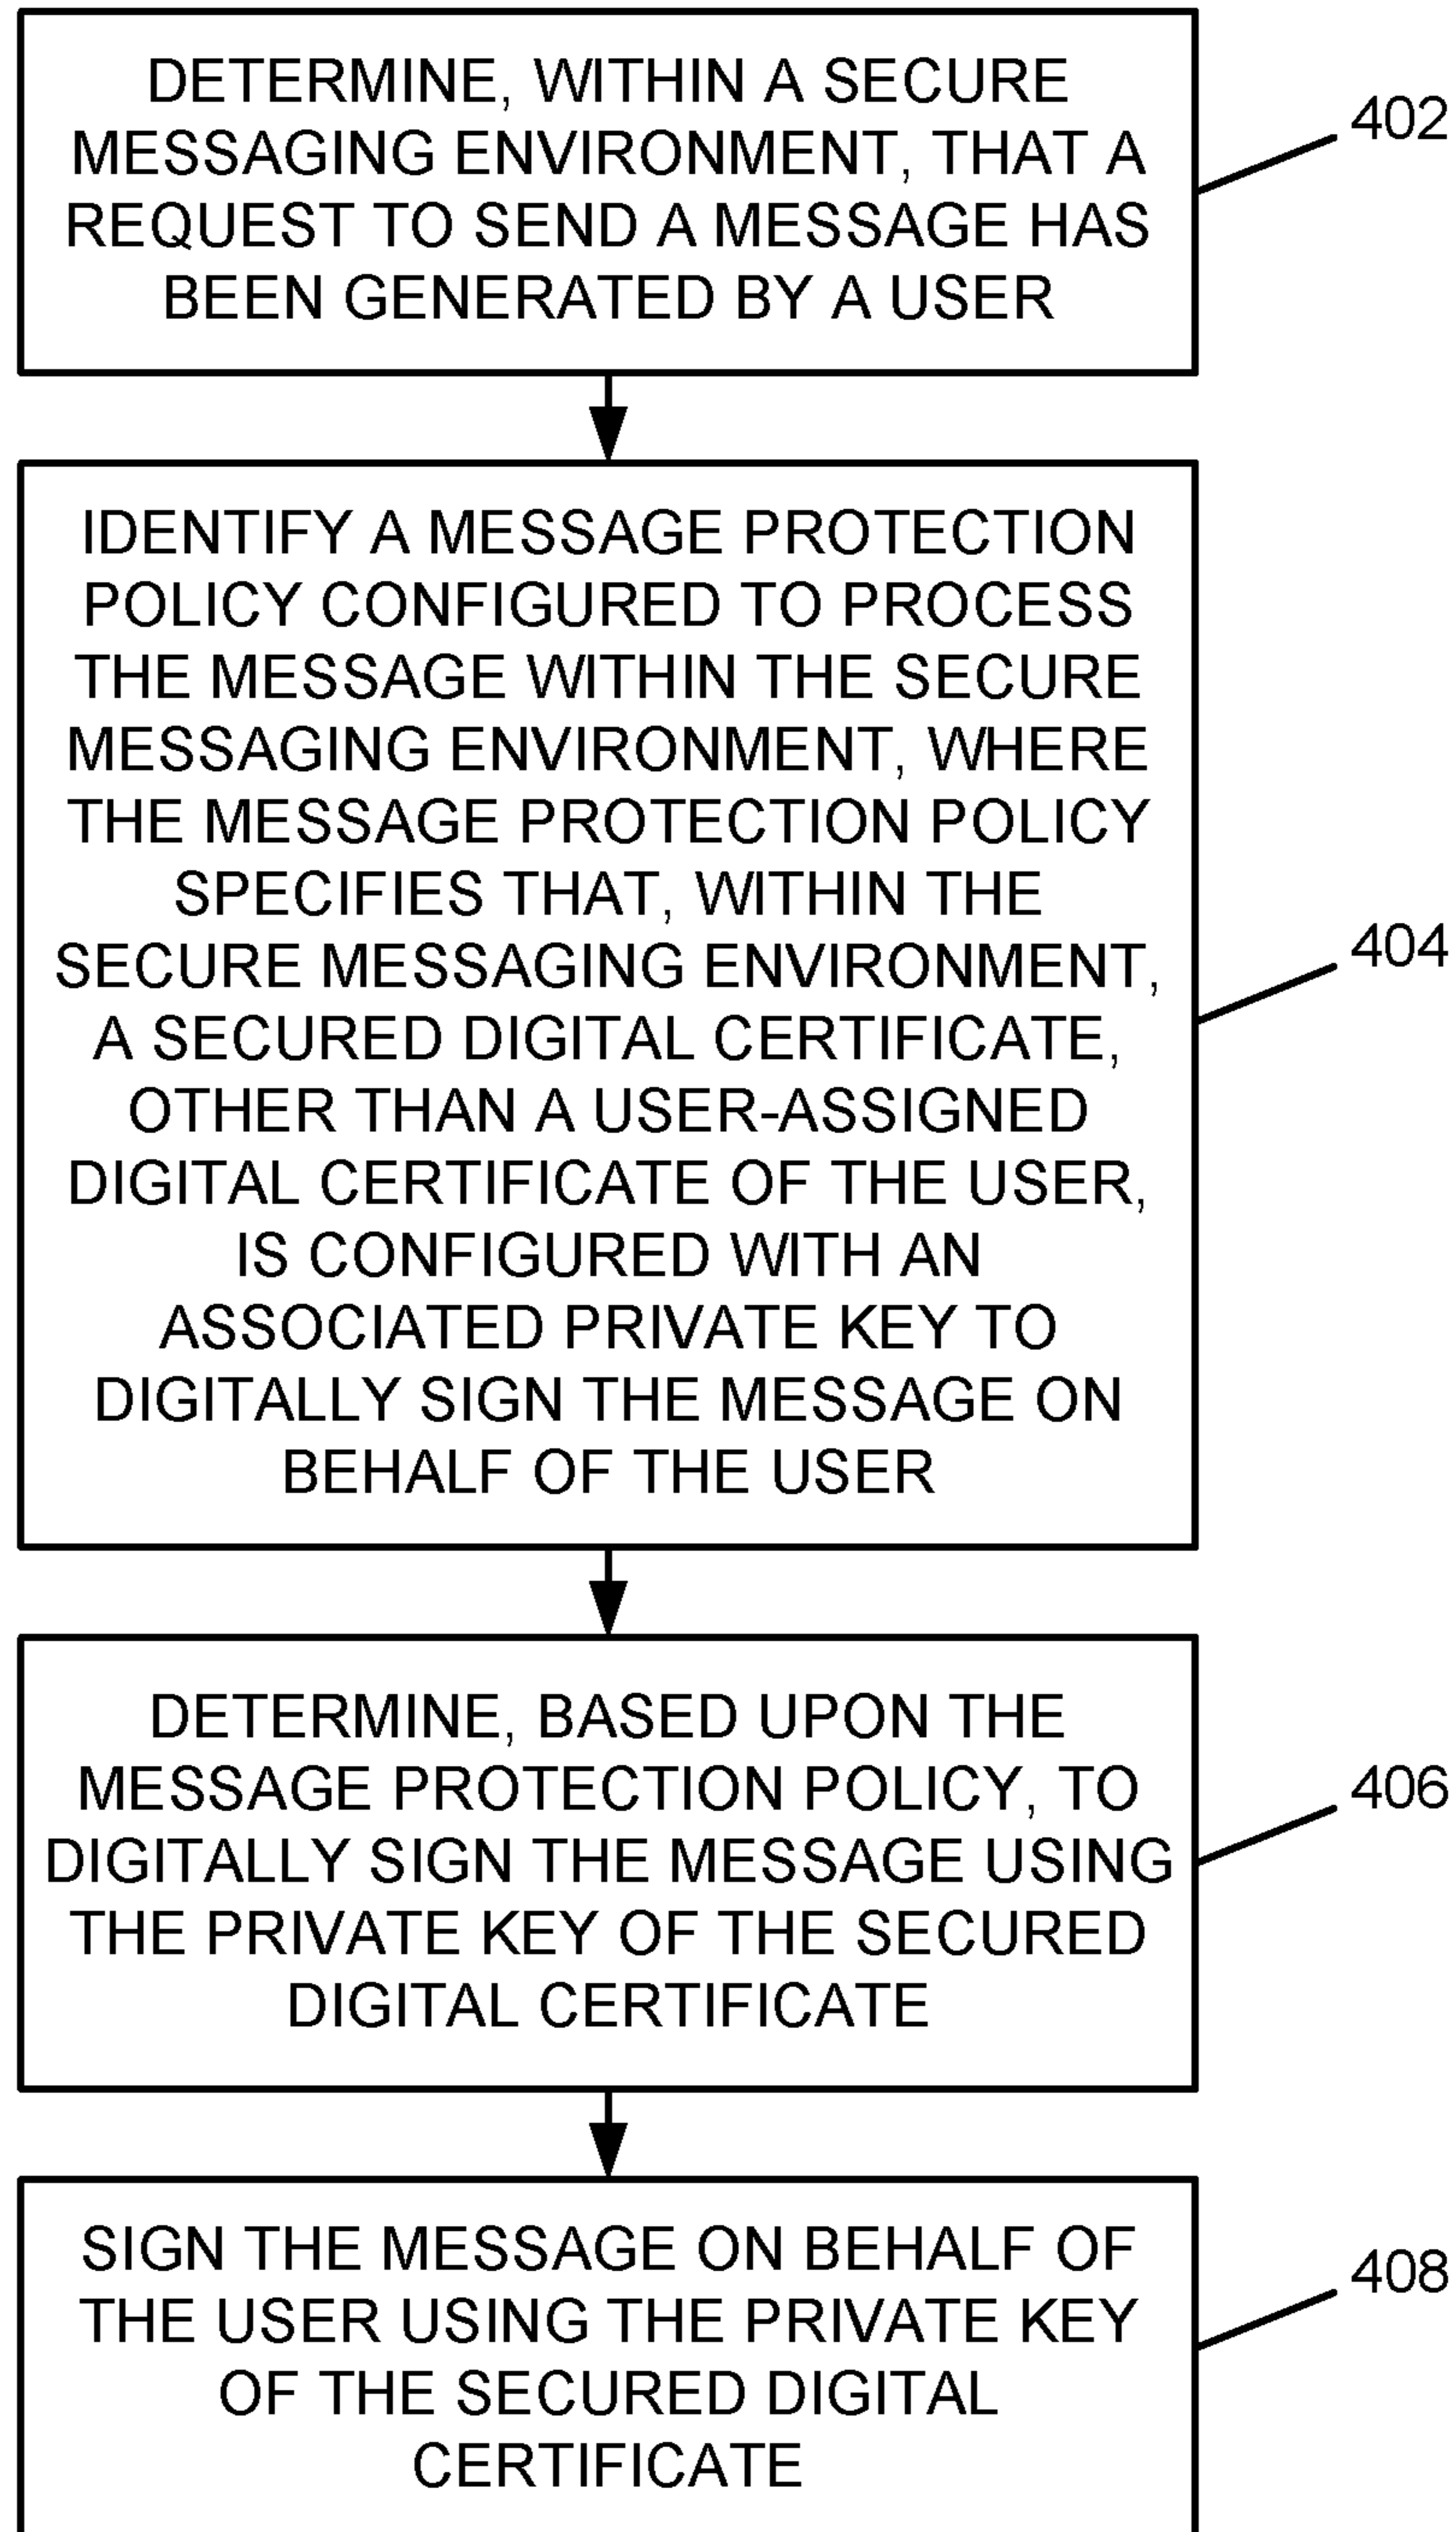 DETERMINE, WITHIN A SECURE
MESSAGING ENVIRONMENT, THAT A
REQUEST TO SEND A MESSAGE HAS
BEEN GENERATED BY A USER
402
IDENTIFY A MESSAGE PROTECTION
POLICY CONFIGURED TO PROCESS
THE MESSAGE WITHIN THE SECURE
MESSAGING ENVIRONMENT, WHERE
THE MESSAGE PROTECTION POLICY
SPECIFIES THAT, WITHIN THE
SECURE MESSAGING ENVIRONMENT,
A SECURED DIGITAL CERTIFICATE,
OTHER THAN A USER-ASSIGNED
DIGITAL CERTIFICATE OF THE USER,
IS CONFIGURED WITH AN
ASSOCIATED PRIVATE KEY TO
DIGITALLY SIGN THE MESSAGE ON
BEHALF OF THE USER
404
DETERMINE, BASED UPON THE
MESSAGE PROTECTION POLICY, TO
DIGITALLY SIGN THE MESSAGE USING
THE PRIVATE KEY OF THE SECURED
DIGITAL CERTIFICATE
406
SIGN THE MESSAGE ON BEHALF OF
THE USER USING THE PRIVATE KEY
OF THE SECURED DIGITAL
CERTIFICATE
408